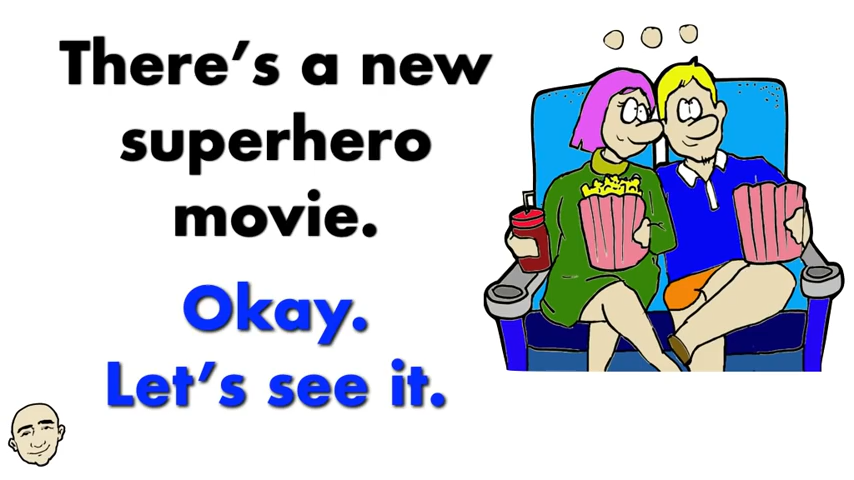 There's a new
superhero
movie.
Okay.
Let's see it.